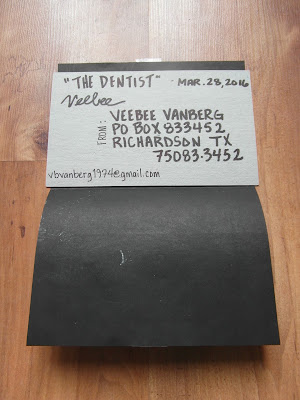 "THE DENTIST" - MAR. 28, 2016
Veebee
FROM: VEEBEE VANBERG
PO BOX 833452
RICHARDSON TX
75083-3452
vbvanberg1974@gmail.com